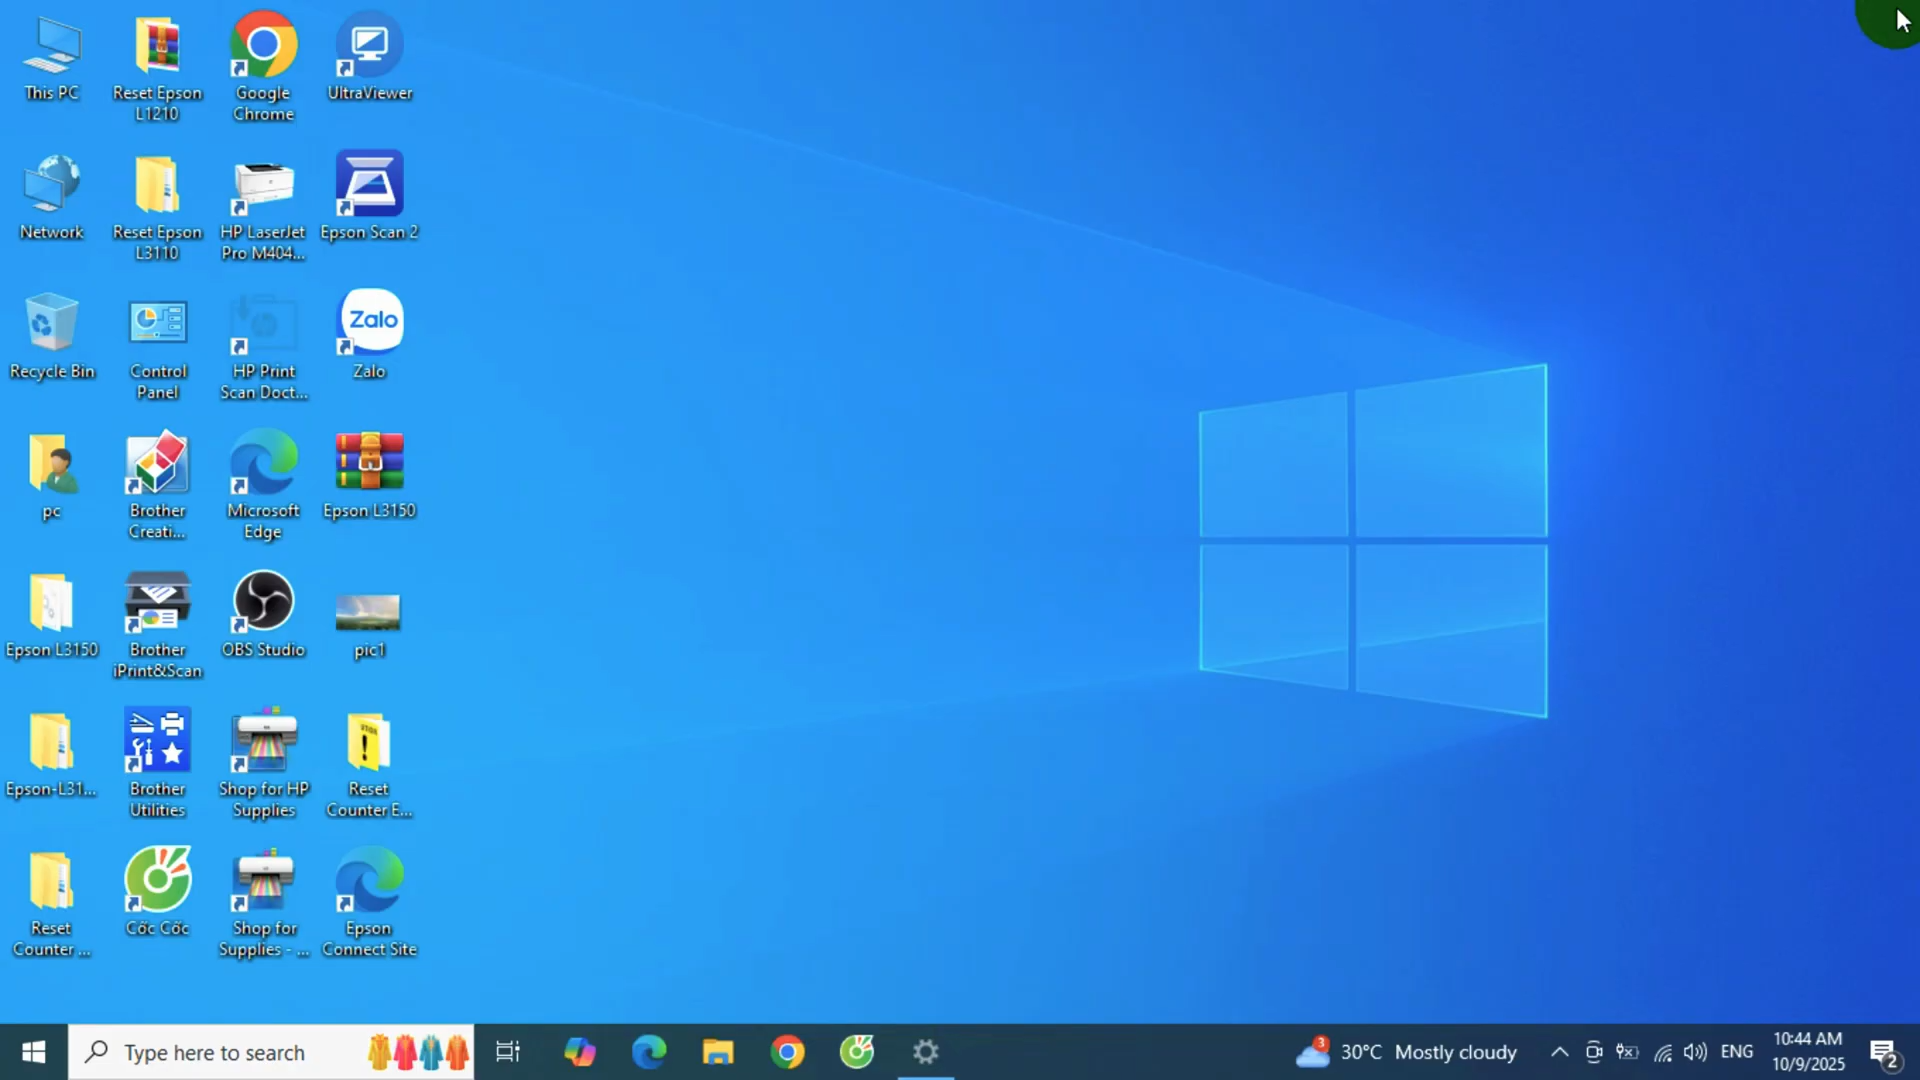 This PC
Reset Epson
L1210
Google
Chrome
UltraViewer
Network
Reset Epson
L3110
HP LaserJet
Pro M404...
Epson Scan 2
Recycle Bin
Control
Panel
HP Print
Scan Doct...
Zalo
Zalo
pc
Brother
Creati...
Microsoft
Edge
Epson L3150
Epson L3150
Brother
iPrint&Scan
OBS Studio
pic1
Epson-L31...
Brother
Utilities
Shop for HP
Supplies
Reset
Counter E...
Reset
Counter ...
Cốc Cốc
Shop for
Supplies - ...
Epson
Connect Site
Type here to search
3
30°C Mostly cloudy
ENG
10:44 AM
10/9/2025
2